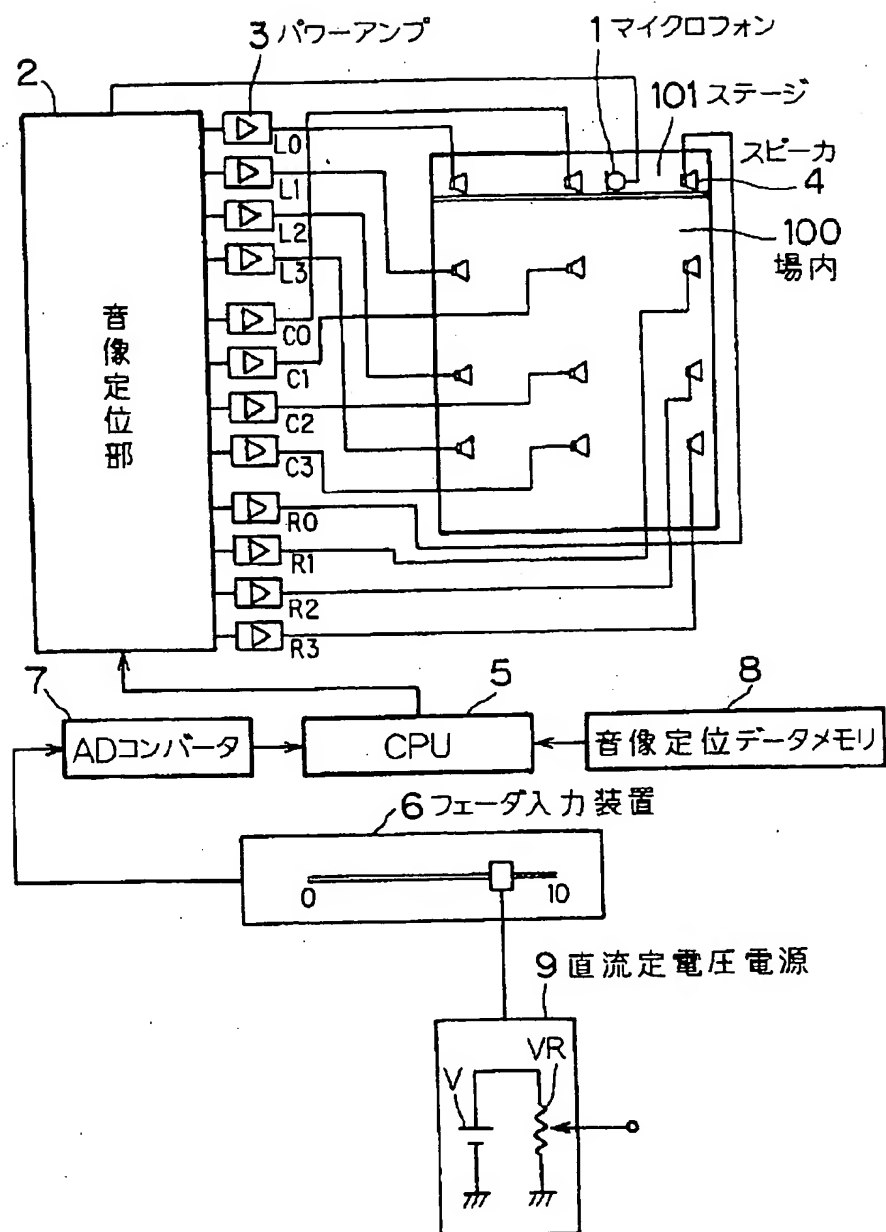 3 パワーアンプ
1 マイクロフォン
2
101 ステージ
スピーカ
4
100
場内
L0
L1
L2
L3
C0
C1
C2
C3
R0
R1
R2
R3
音像定位部
7
ADコンバータ
5
CPU
8
音像定位データメモリ
6 フェーダ入力装置
0
10
9 直流定電圧電源
V
VR